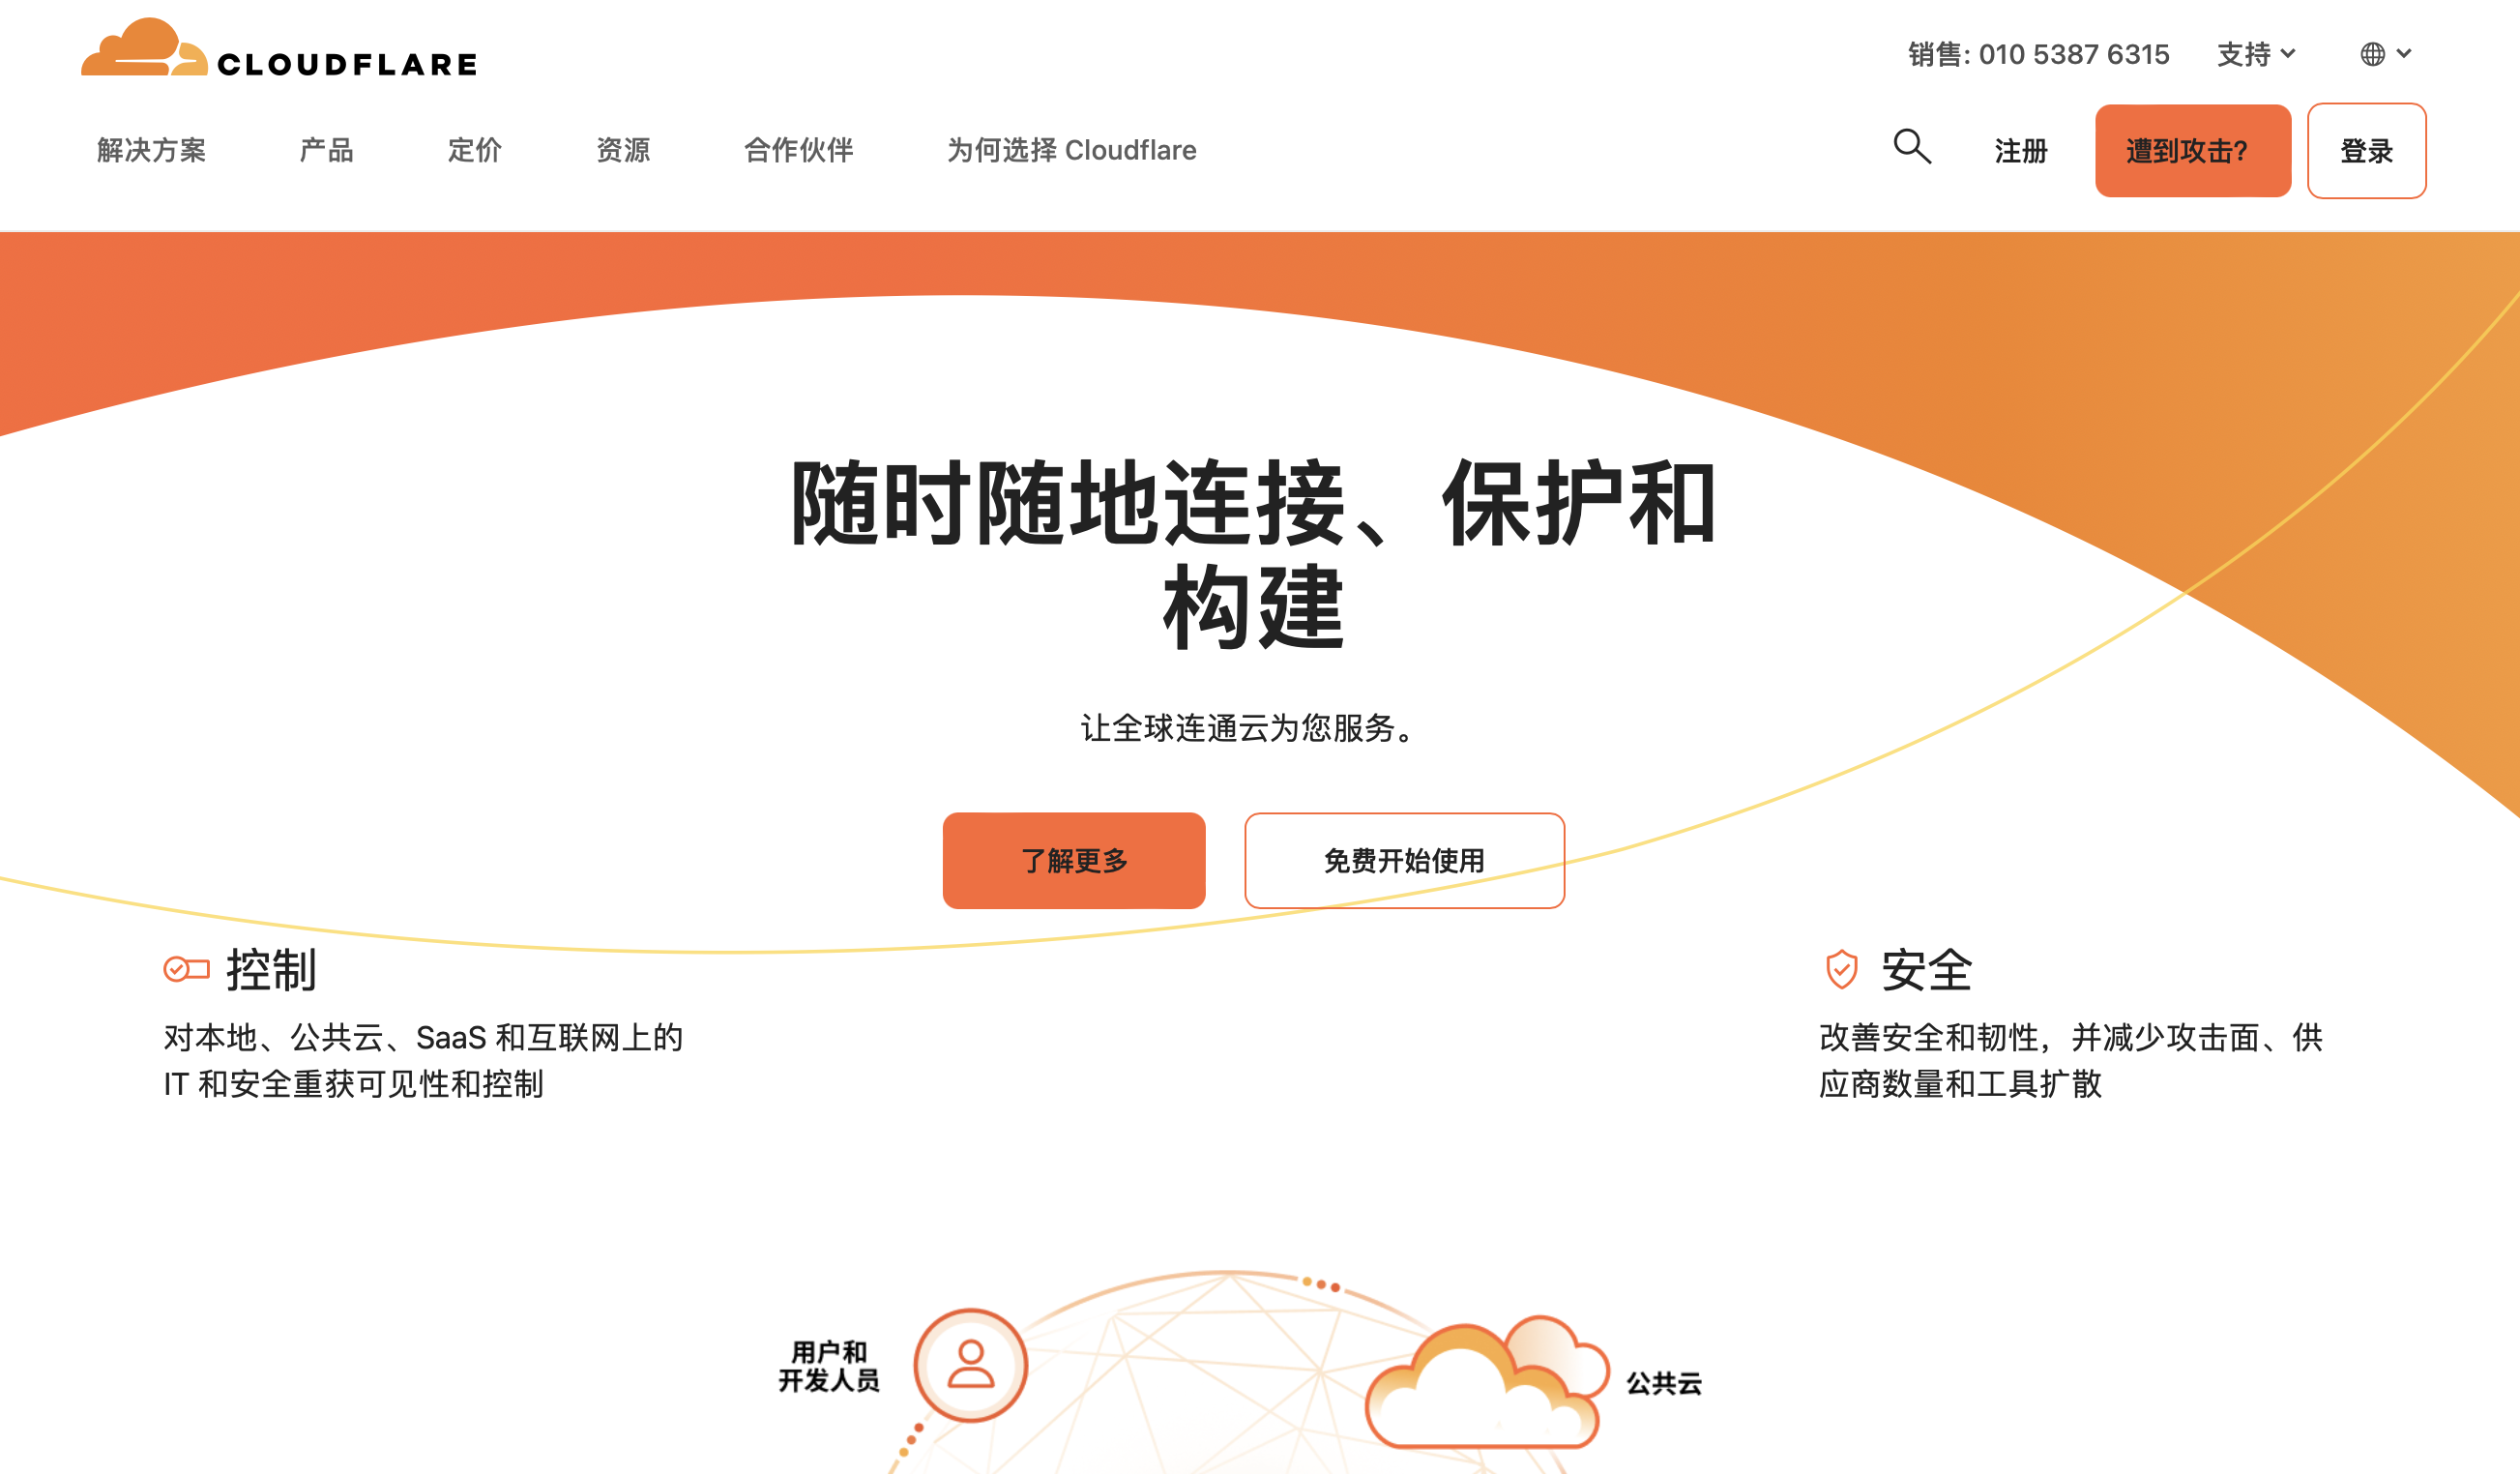 CLOUDFLARE
销售: 010 5387 6315
支持
解决方案
产品
定价
资源
合作伙伴
为何选择 Cloudflare
注册
遭到攻击?
登录
随时随地连接、保护和
构建
让全球连通云为您服务。
了解更多
免费开始使用
控制
对本地、公共云、SaaS 和互联网上的
IT 和安全重获可见性和控制
安全
改善安全和韧性，并减少攻击面、供
应商数量和工具扩散
用户和
开发人员
公共云